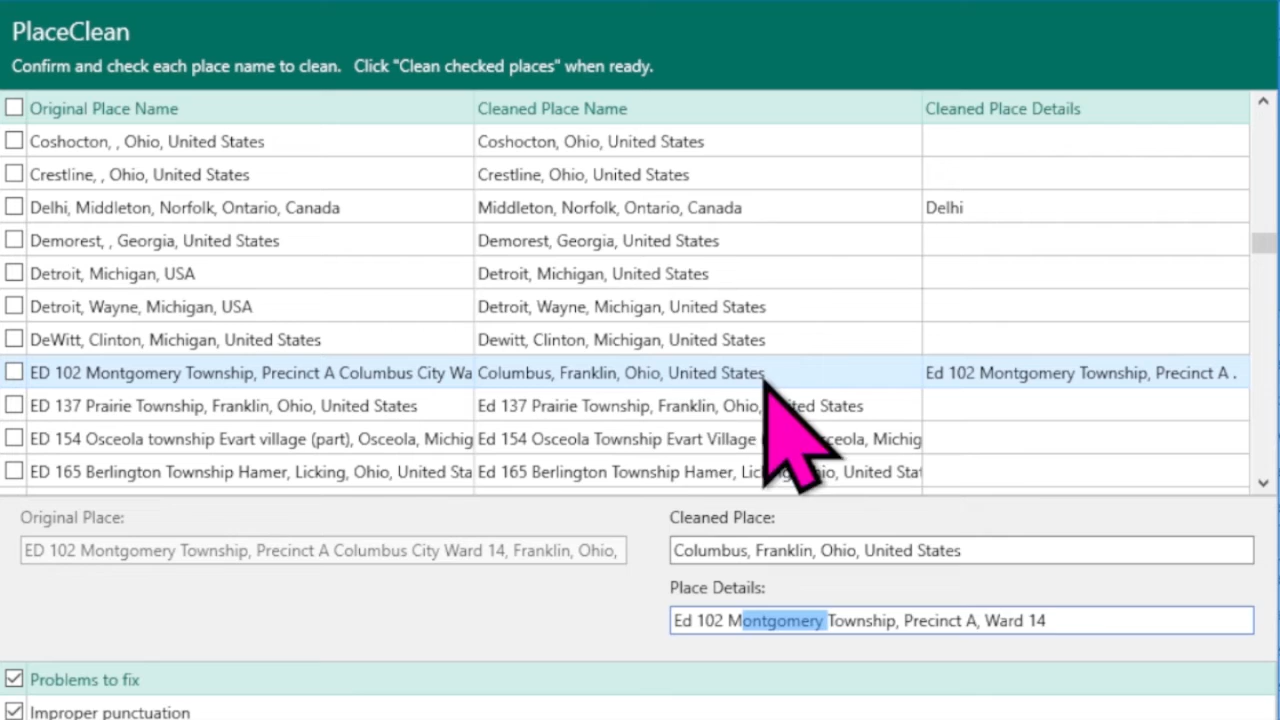 PlaceClean
Confirm and check each place name to clean. Click "Clean checked places" when ready.
Original Place Name Cleaned Place Name Cleaned Place Details
Coshocton, , Ohio, United States Coshocton, Ohio, United States
Crestline, , Ohio, United States Crestline, Ohio, United States
Delhi, Middleton, Norfolk, Ontario, Canada Middleton, Norfolk, Ontario, Canada Delhi
Demorest, , Georgia, United States Demorest, Georgia, United States
Detroit, Michigan, USA Detroit, Michigan, United States
Detroit, Wayne, Michigan, USA Detroit, Wayne, Michigan, United States
DeWitt, Clinton, Michigan, United States Dewitt, Clinton, Michigan, United States
ED 102 Montgomery Township, Precinct A Columbus City Wa Columbus, Franklin, Ohio, United States Ed 102 Montgomery Township, Precinct A .
ED 137 Prairie Township, Franklin, Ohio, United States Ed 137 Prairie Township, Franklin, Ohio, States
ED 154 Osceola township Evart village (part), Osceola, Michig Ed 154 Osceola Township Evart Village Michig
ED 165 Berlington Township Hamer, Licking, Ohio, United Sta Ed 165 Berlington Township Hamer, United Sta
Original Place: Cleaned Place:
ED 102 Montgomery Township, Precinct A Columbus City Ward 14, Franklin, Ohio, Columbus, Franklin, Ohio, United States
Place Details:
Ed 102 Montgomery Township, Precinct A, Ward 14
Problems to fix
Improper punctuation